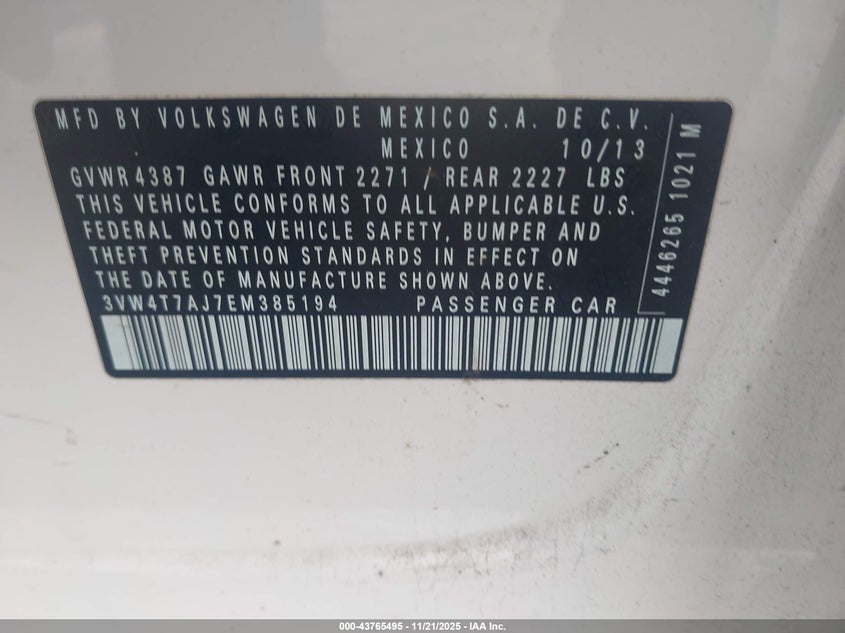 MFD BY VOLKSWAGEN DE MEXICO S.A. DE C.V.
MEXICO 10/13
GVWR 4387 GAWR FRONT 2271 / REAR 2227 LBS
THIS VEHICLE CONFORMS TO ALL APPLICABLE U.S.
FEDERAL MOTOR VEHICLE SAFETY, BUMPER AND
THEFT PREVENTION STANDARDS IN EFFECT ON
THE DATE OF MANUFACTURE SHOWN ABOVE.
3VW4T7AJ7EM385194 PASSENGER CAR
4446265 1021 M
000-43765495 - 11/21/2025 - IAA Inc.